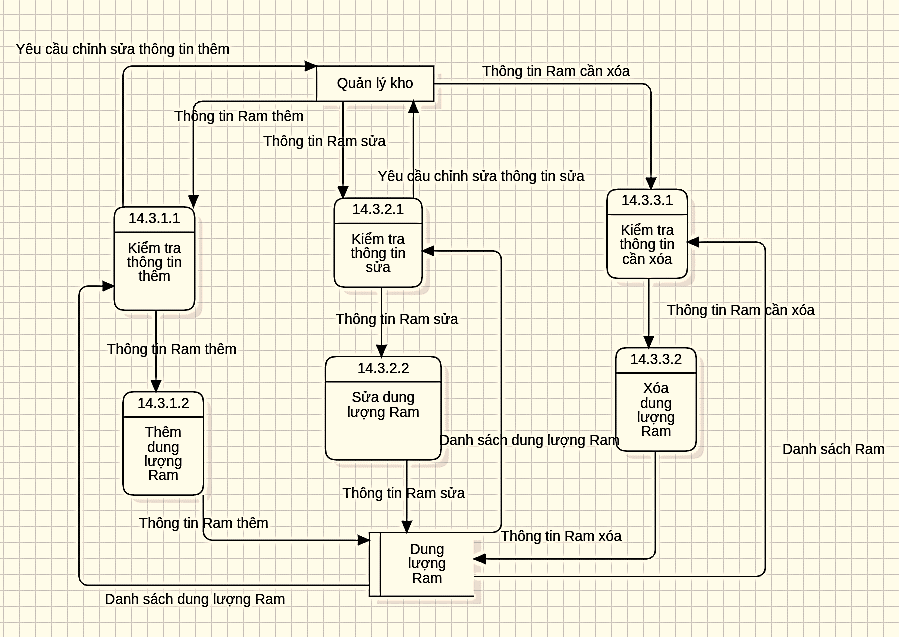 Yêu cầu chỉnh sửa thông tin thêm
Quản lý kho
Thông tin Ram cần xóa
Thông tin Ram thêm
Thông tin Ram sửa
Yêu cầu chỉnh sửa thông tin sửa
14.3.1.1
Kiểm tra
thông tin
thêm
14.3.2.1
Kiểm tra
thông tin
sửa
14.3.3.1
Kiểm tra
thông tin
cần xóa
Thông tin Ram thêm
Thông tin Ram sửa
Thông tin Ram cần xóa
14.3.1.2
Thêm
dung
lượng
Ram
14.3.2.2
Sửa dung
lượng Ram
14.3.3.2
Xóa
dung
lượng
Ram
Danh sách dung lượng Ram
Danh sách Ram
Thông tin Ram thêm
Thông tin Ram sửa
Thông tin Ram xóa
Dung
lượng
Ram
Danh sách dung lượng Ram